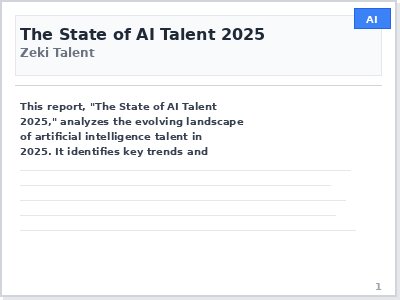 AI
The State of AI Talent 2025
Zeki Talent
This report, "The State of AI Talent
2025," analyzes the evolving landscape
of artificial intelligence talent in
2025. It identifies key trends and
1